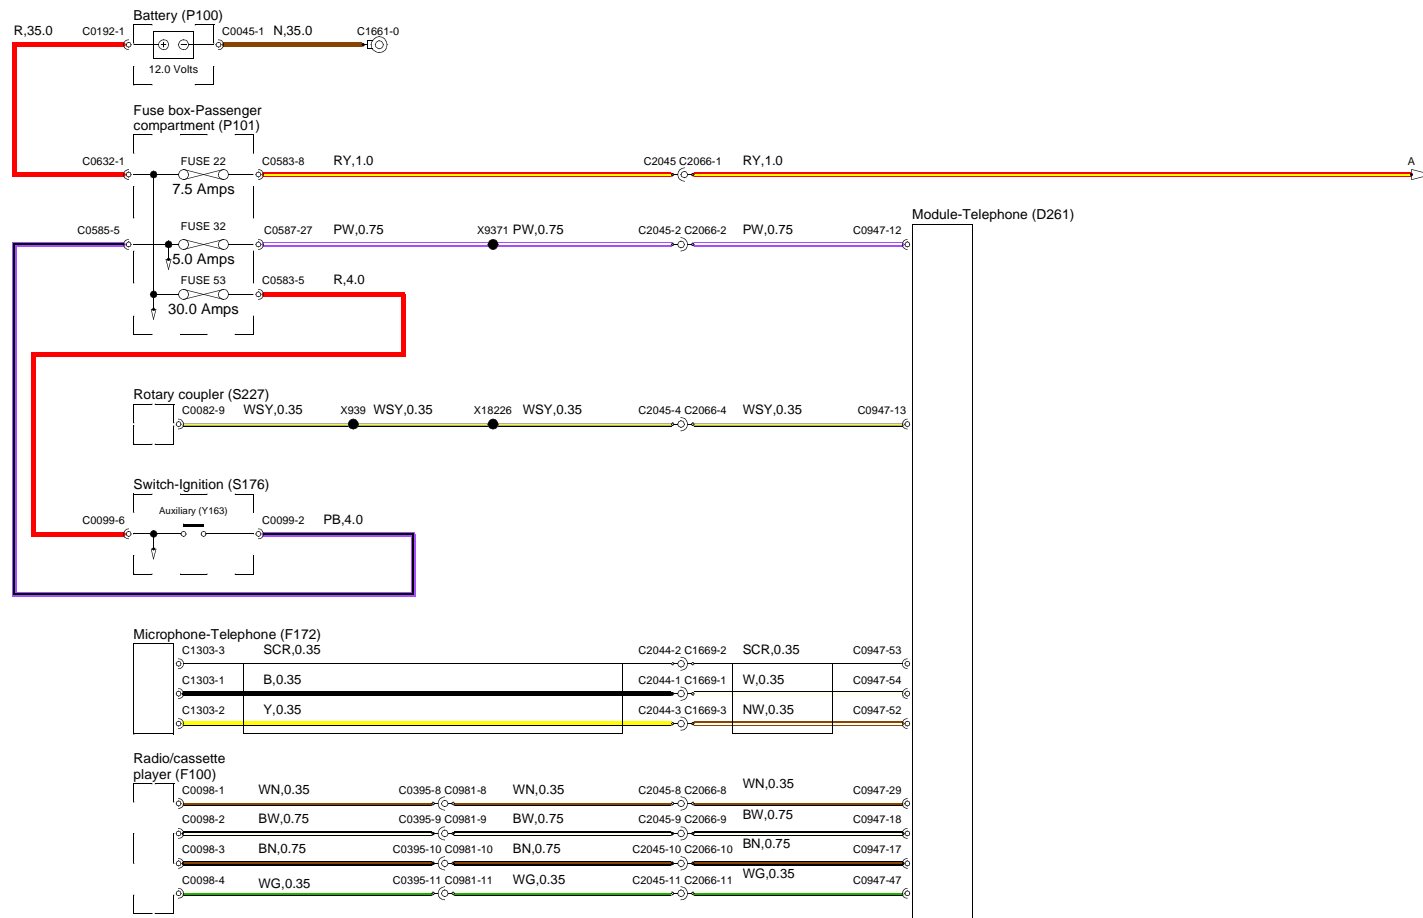 Battery (P100)
R,35.0 C0192-1 C0045-1 N,35.0 C1661-0
12.0 Volts
Fuse box-Passenger
compartment (P101)
C0632-1 FUSE 22 C0583-8 RY,1.0 C2045 C2066-1 RY,1.0 A
7.5 Amps
Module-Telephone (D261)
C0585-5 FUSE 32 C0587-27 PW,0.75 X9371 PW,0.75 C2045-2 C2066-2 PW,0.75 C0947-12
5.0 Amps
FUSE 53 C0583-5 R,4.0
30.0 Amps
Rotary coupler (S227)
C0082-9 WSY,0.35 X939 WSY,0.35 X18226 WSY,0.35 C2045-4 C2066-4 WSY,0.35 C0947-13
Switch-Ignition (S176)
Auxiliary (Y163)
C0099-6 C0099-2 PB,4.0
Microphone-Telephone (F172)
C1303-3 SCR,0.35 C2044-2 C1669-2 SCR,0.35 C0947-53
C1303-1 B,0.35 C2044-1 C1669-1 W,0.35 C0947-54
C1303-2 Y,0.35 C2044-3 C1669-3 NW,0.35 C0947-52
Radio/cassette
player (F100)
C0098-1 WN,0.35 C0395-8 C0981-8 WN,0.35 C2045-8 C2066-8 WN,0.35 C0947-29
C0098-2 BW,0.75 C0395-9 C0981-9 BW,0.75 C2045-9 C2066-9 BW,0.75 C0947-18
C0098-3 BN,0.75 C0395-10 C0981-10 BN,0.75 C2045-10 C2066-10 BN,0.75 C0947-17
C0098-4 WG,0.35 C0395-11 C0981-11 WG,0.35 C2045-11 C2066-11 WG,0.35 C0947-47